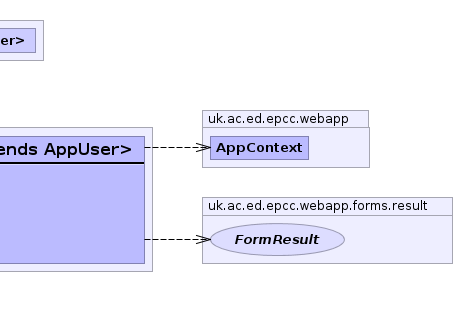 er>
uk.ac.ed.epcc.webapp
ends AppUser>
AppContext
uk.ac.ed.epcc.webapp.forms.result
FormResult